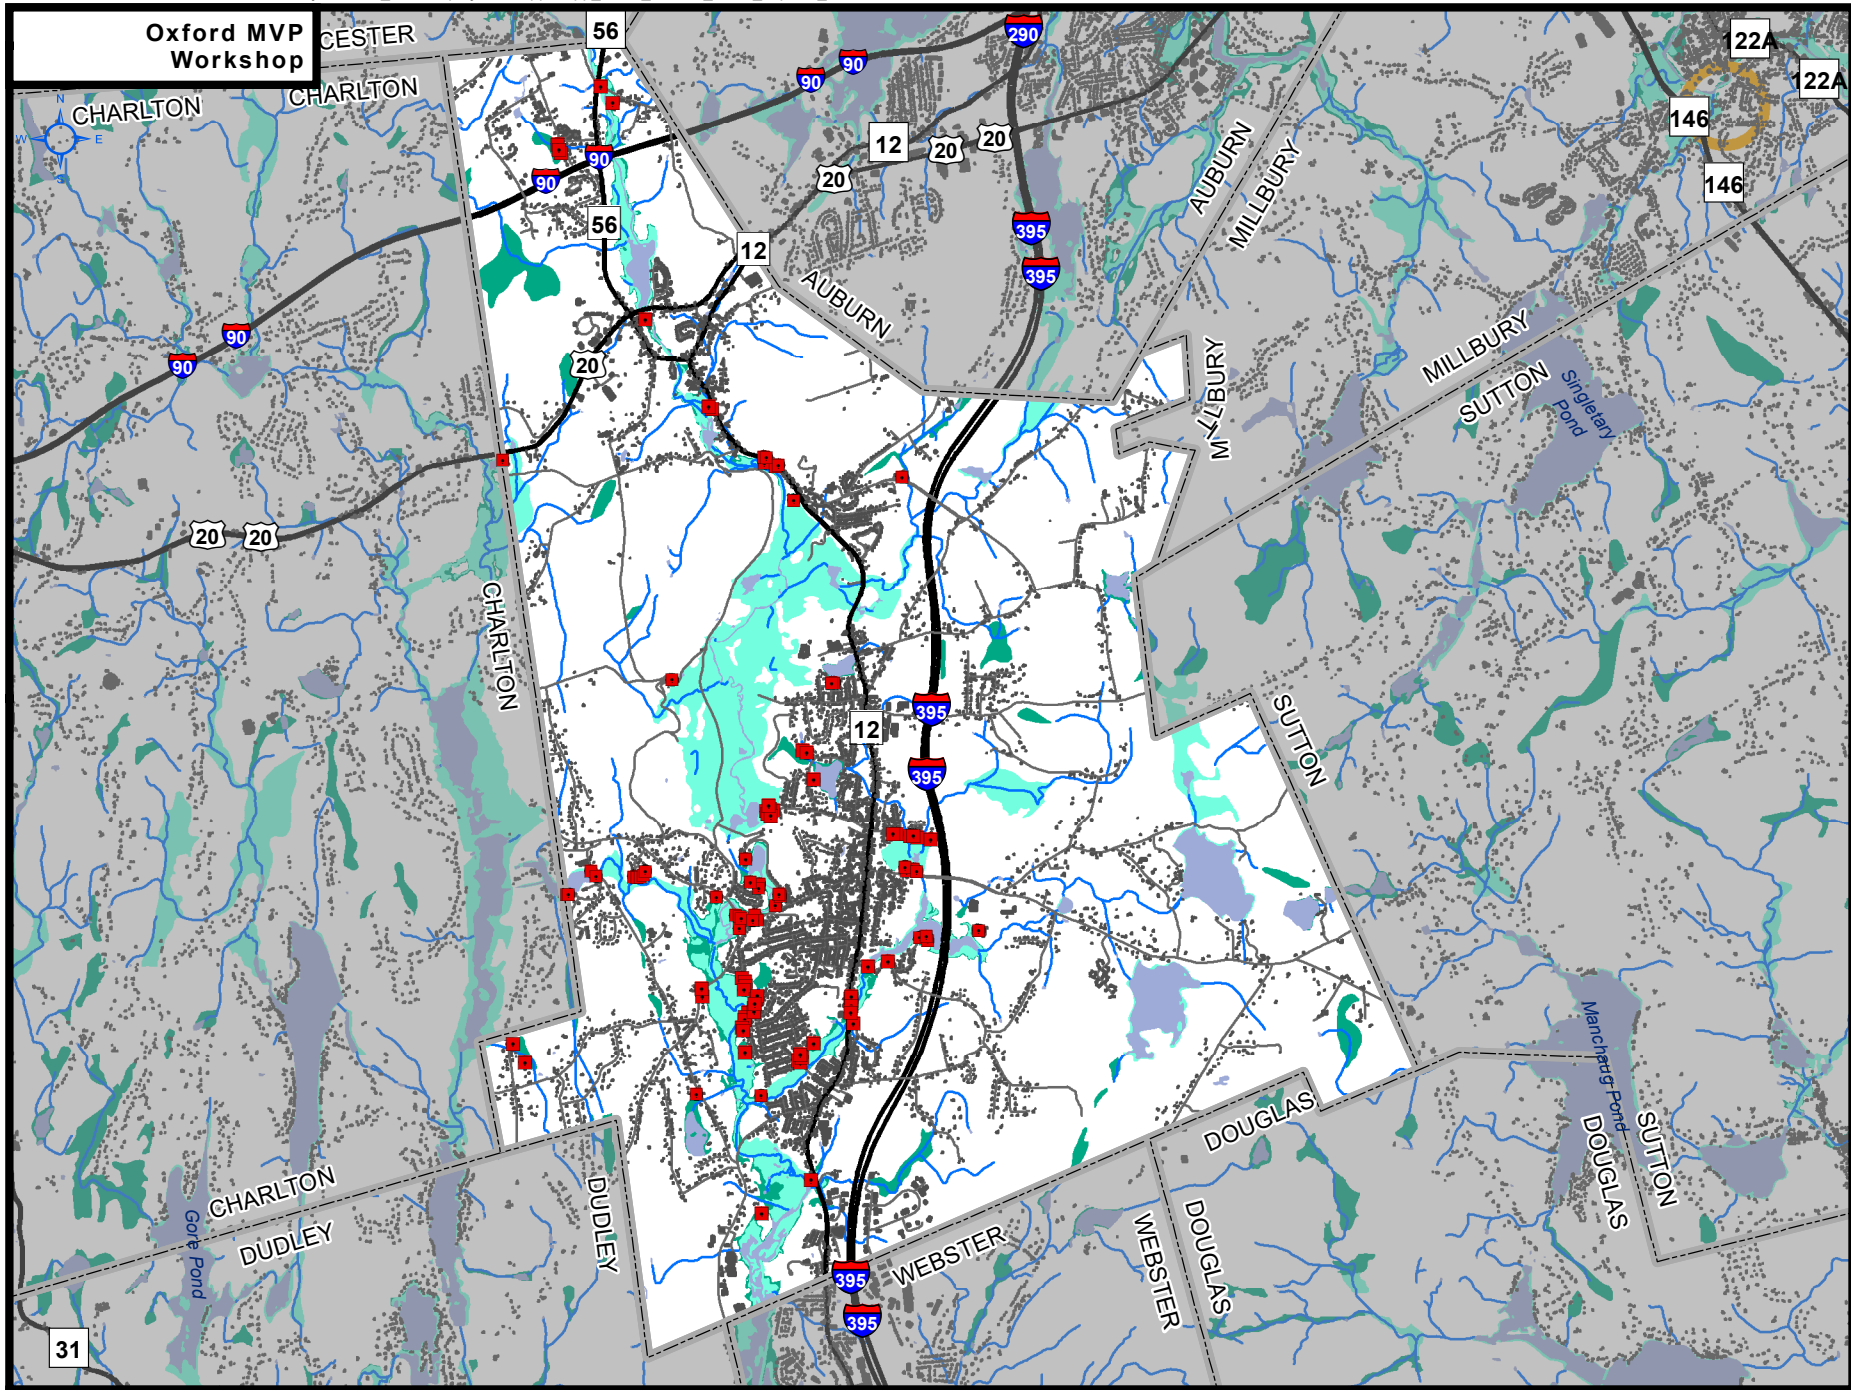 Oxford MVP
Workshop
CESTER
56
290
122A
90
90
122A
CHARLTON
CHARLTON
N
W
E
S
146
12
20
20
90
90
20
146
AUBURN
MILLBURY
56
395
12
395
AUBURN
90
90
20
MILLBURY
MILLBURY
SUTTON
Singletary
Pond
20
20
CHARLTON
395
12
395
SUTTON
Manchaug Pond
DOUGLAS
DOUGLAS
SUTTON
CHARLTON
DUDLEY
Gore Pond
DUDLEY
WEBSTER
WEBSTER
DOUGLAS
395
395
31